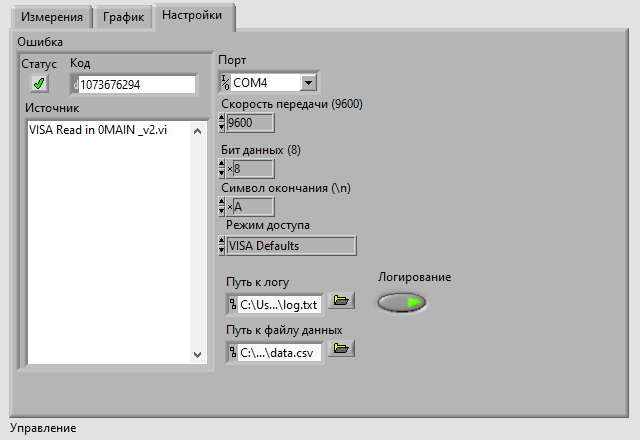 Измерения График Настройки
Ошибка
Статус Код
1073676294
Источник
VISA Read in 0MAIN _v2.vi
Порт
COM4
Скорость передачи (9600)
9600
Бит данных (8)
×8
Символ окончания (\n)
×A
Режим доступа
VISA Defaults
Путь к логу
C:\Us...\log.txt
Логирование
Путь к файлу данных
C:\...\data.csv
Управление